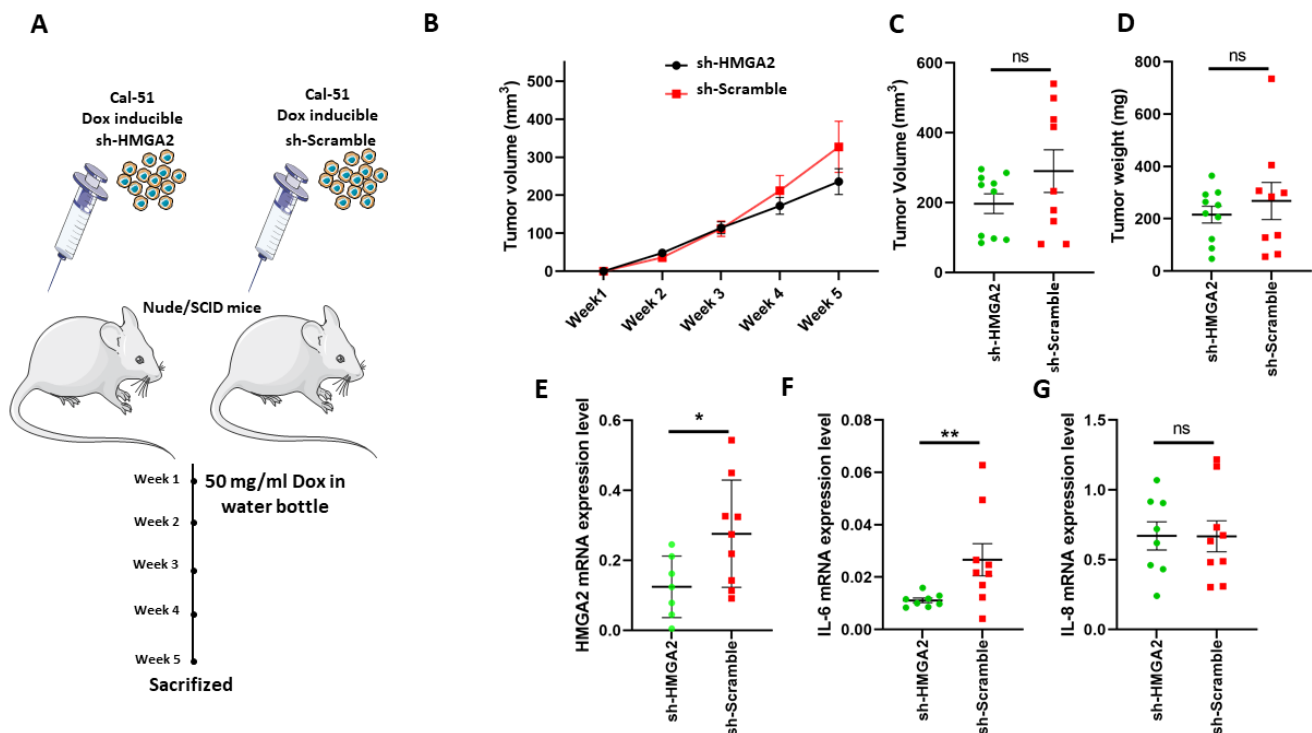 A
Cal-51
Dox inducible
sh-HMGA2
Cal-51
Dox inducible
sh-Scramble
Nude/SCID mice
Week 1
50 mg/ml Dox in
water bottle
Week 2
Week 3
Week 4
Week 5
Sacrifized
B
sh-HMGA2
sh-Scramble
Tumor volume (mm³)
500
400
300
200
100
0
Week1
Week 2
Week 3
Week 4
Week 5
C
ns
Tumor Volume (mm³)
600
400
200
0
sh-HMGA2
sh-Scramble
D
ns
Tumor weight (mg)
800
600
400
200
0
sh-HMGA2
sh-Scramble
E
*
HMGA2 mRNA expression level
0.6
0.4
0.2
0.0
sh-HMGA2
sh-Scramble
F
**
IL-6 mRNA expression level
0.08
0.06
0.04
0.02
0.00
sh-HMGA2
sh-Scramble
G
ns
IL-8 mRNA expression level
1.5
1.0
0.5
0.0
sh-HMGA2
sh-Scramble